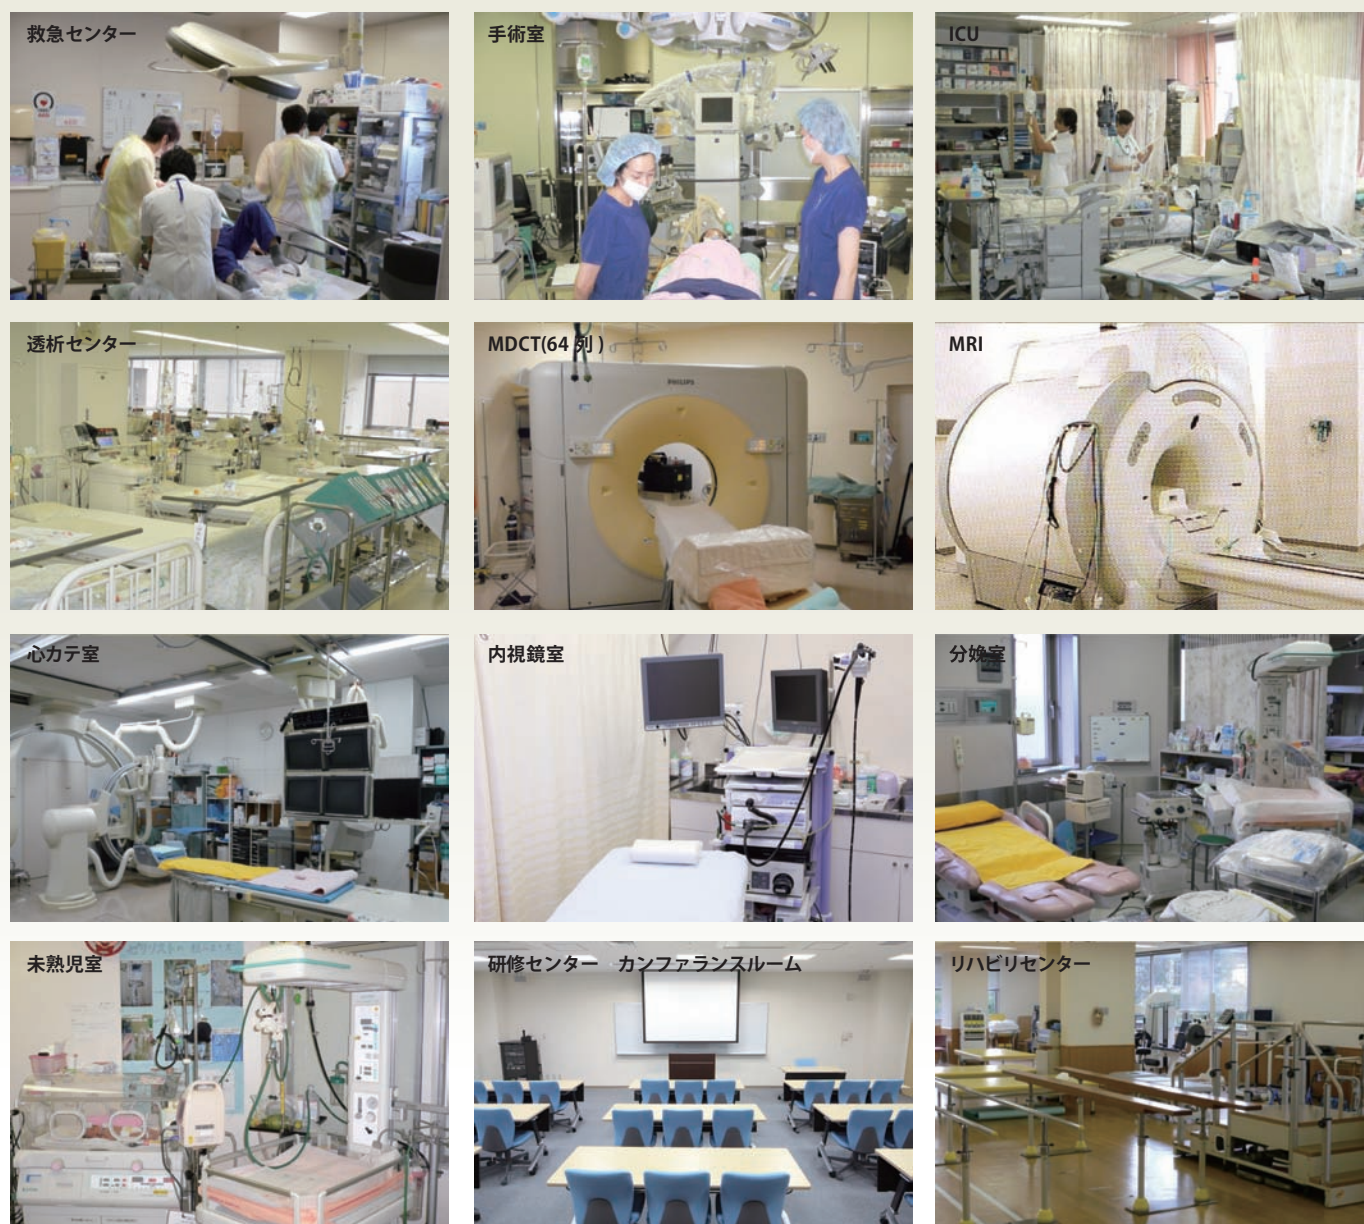 救急センター
手術室
ICU
透析センター
MDCT(64 列 )
PHILIPS
MRI
心カテ室
内視鏡室
分娩室
未熟児室
研修センター　カンファランスルーム
リハビリセンター